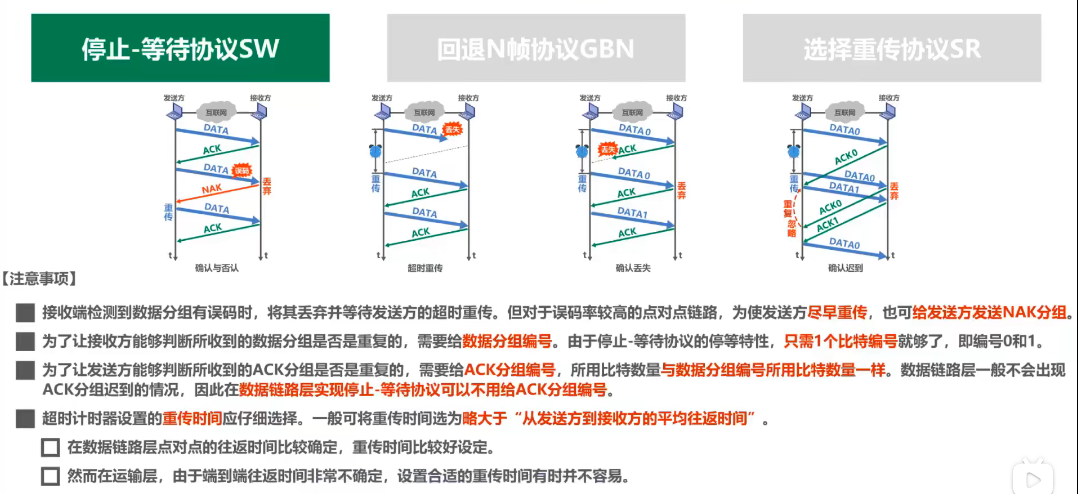 停止-等待协议SW
回退N帧协议GBN
选择重传协议SR
发送方 互联网 接收方
DATA
ACK
DATA 误码
NAK 丢弃
重传 DATA
ACK
t t
确认与否认
发送方 互联网 接收方
DATA 丢失
重传 DATA
ACK
DATA
ACK
t t
超时重传
发送方 互联网 接收方
DATA 0
丢失 ACK
重传 DATA 0 丢弃
ACK
DATA1
ACK
t t
确认丢失
发送方 互联网 接收方
DATA0
ACK0
重传 DATA0 丢弃
DATA1
重复 忽略 ACK0
ACK1
DATA0
t t
确认迟到
【注意事项】
接收端检测到数据分组有误码时，将其丢弃并等待发送方的超时重传。但对于误码率较高的点对点链路，为使发送方尽早重传，也可给发送方发送NAK分组。
为了让接收方能够判断所收到的数据分组是否是重复的，需要给数据分组编号。由于停止-等待协议的停等特性，只需1个比特编号就够了，即编号0和1。
为了让发送方能够判断所收到的ACK分组是否是重复的，需要给ACK分组编号，所用比特数量与数据分组编号所用比特数量一样。数据链路层一般不会出现
ACK分组迟到的情况，因此在数据链路层实现停止-等待协议可以不用给ACK分组编号。
超时计时器设置的重传时间应仔细选择。一般可将重传时间选为略大于“从发送方到接收方的平均往返时间”。
在数据链路层点对点的往返时间比较确定，重传时间比较好设定。
然而在运输层，由于端到端往返时间非常不确定，设置合适的重传时间有时并不容易。